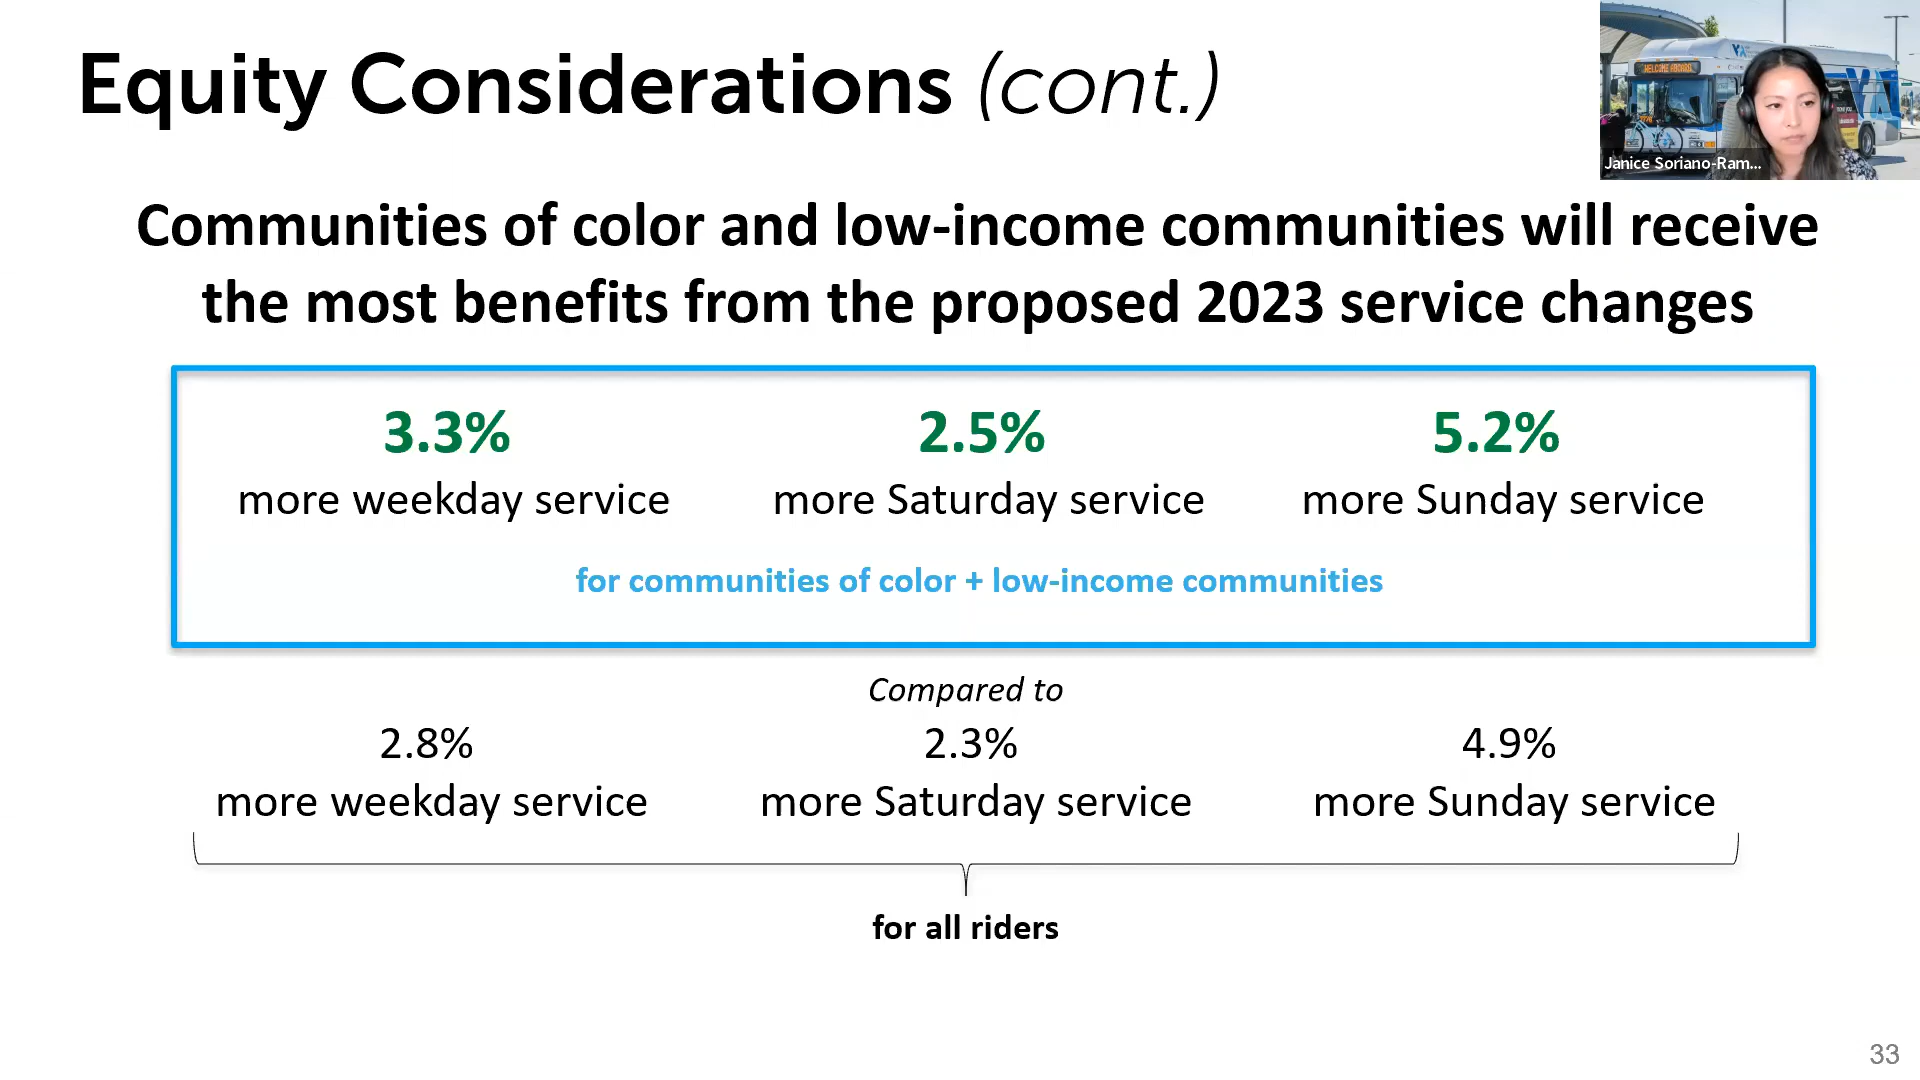 Equity Considerations (cont.)
WELCOME ABOARD
Janice Soriano-Ram...
Communities of color and low-income communities will receive
the most benefits from the proposed 2023 service changes
3.3% 2.5% 5.2%
more weekday service more Saturday service more Sunday service
for communities of color + low-income communities
Compared to
2.8% 2.3% 4.9%
more weekday service more Saturday service more Sunday service
for all riders
33